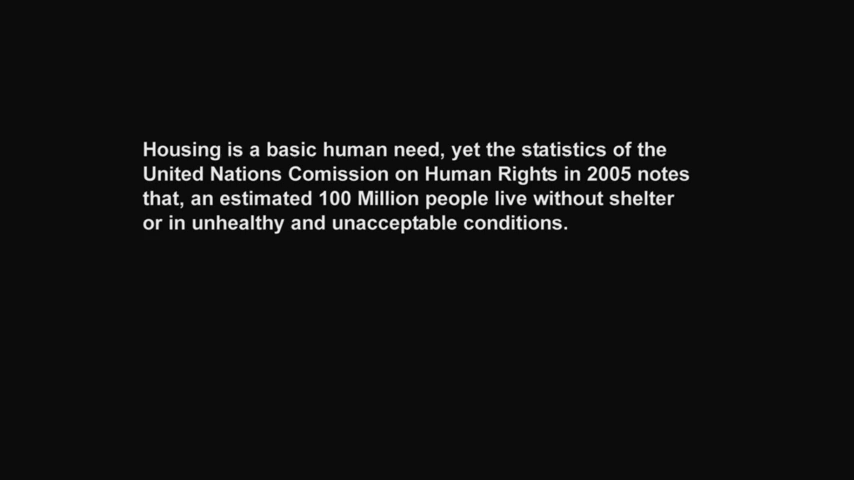 Housing is a basic human need, yet the statistics of the
United Nations Comission on Human Rights in 2005 notes
that, an estimated 100 Million people live without shelter
or in unhealthy and unacceptable conditions.